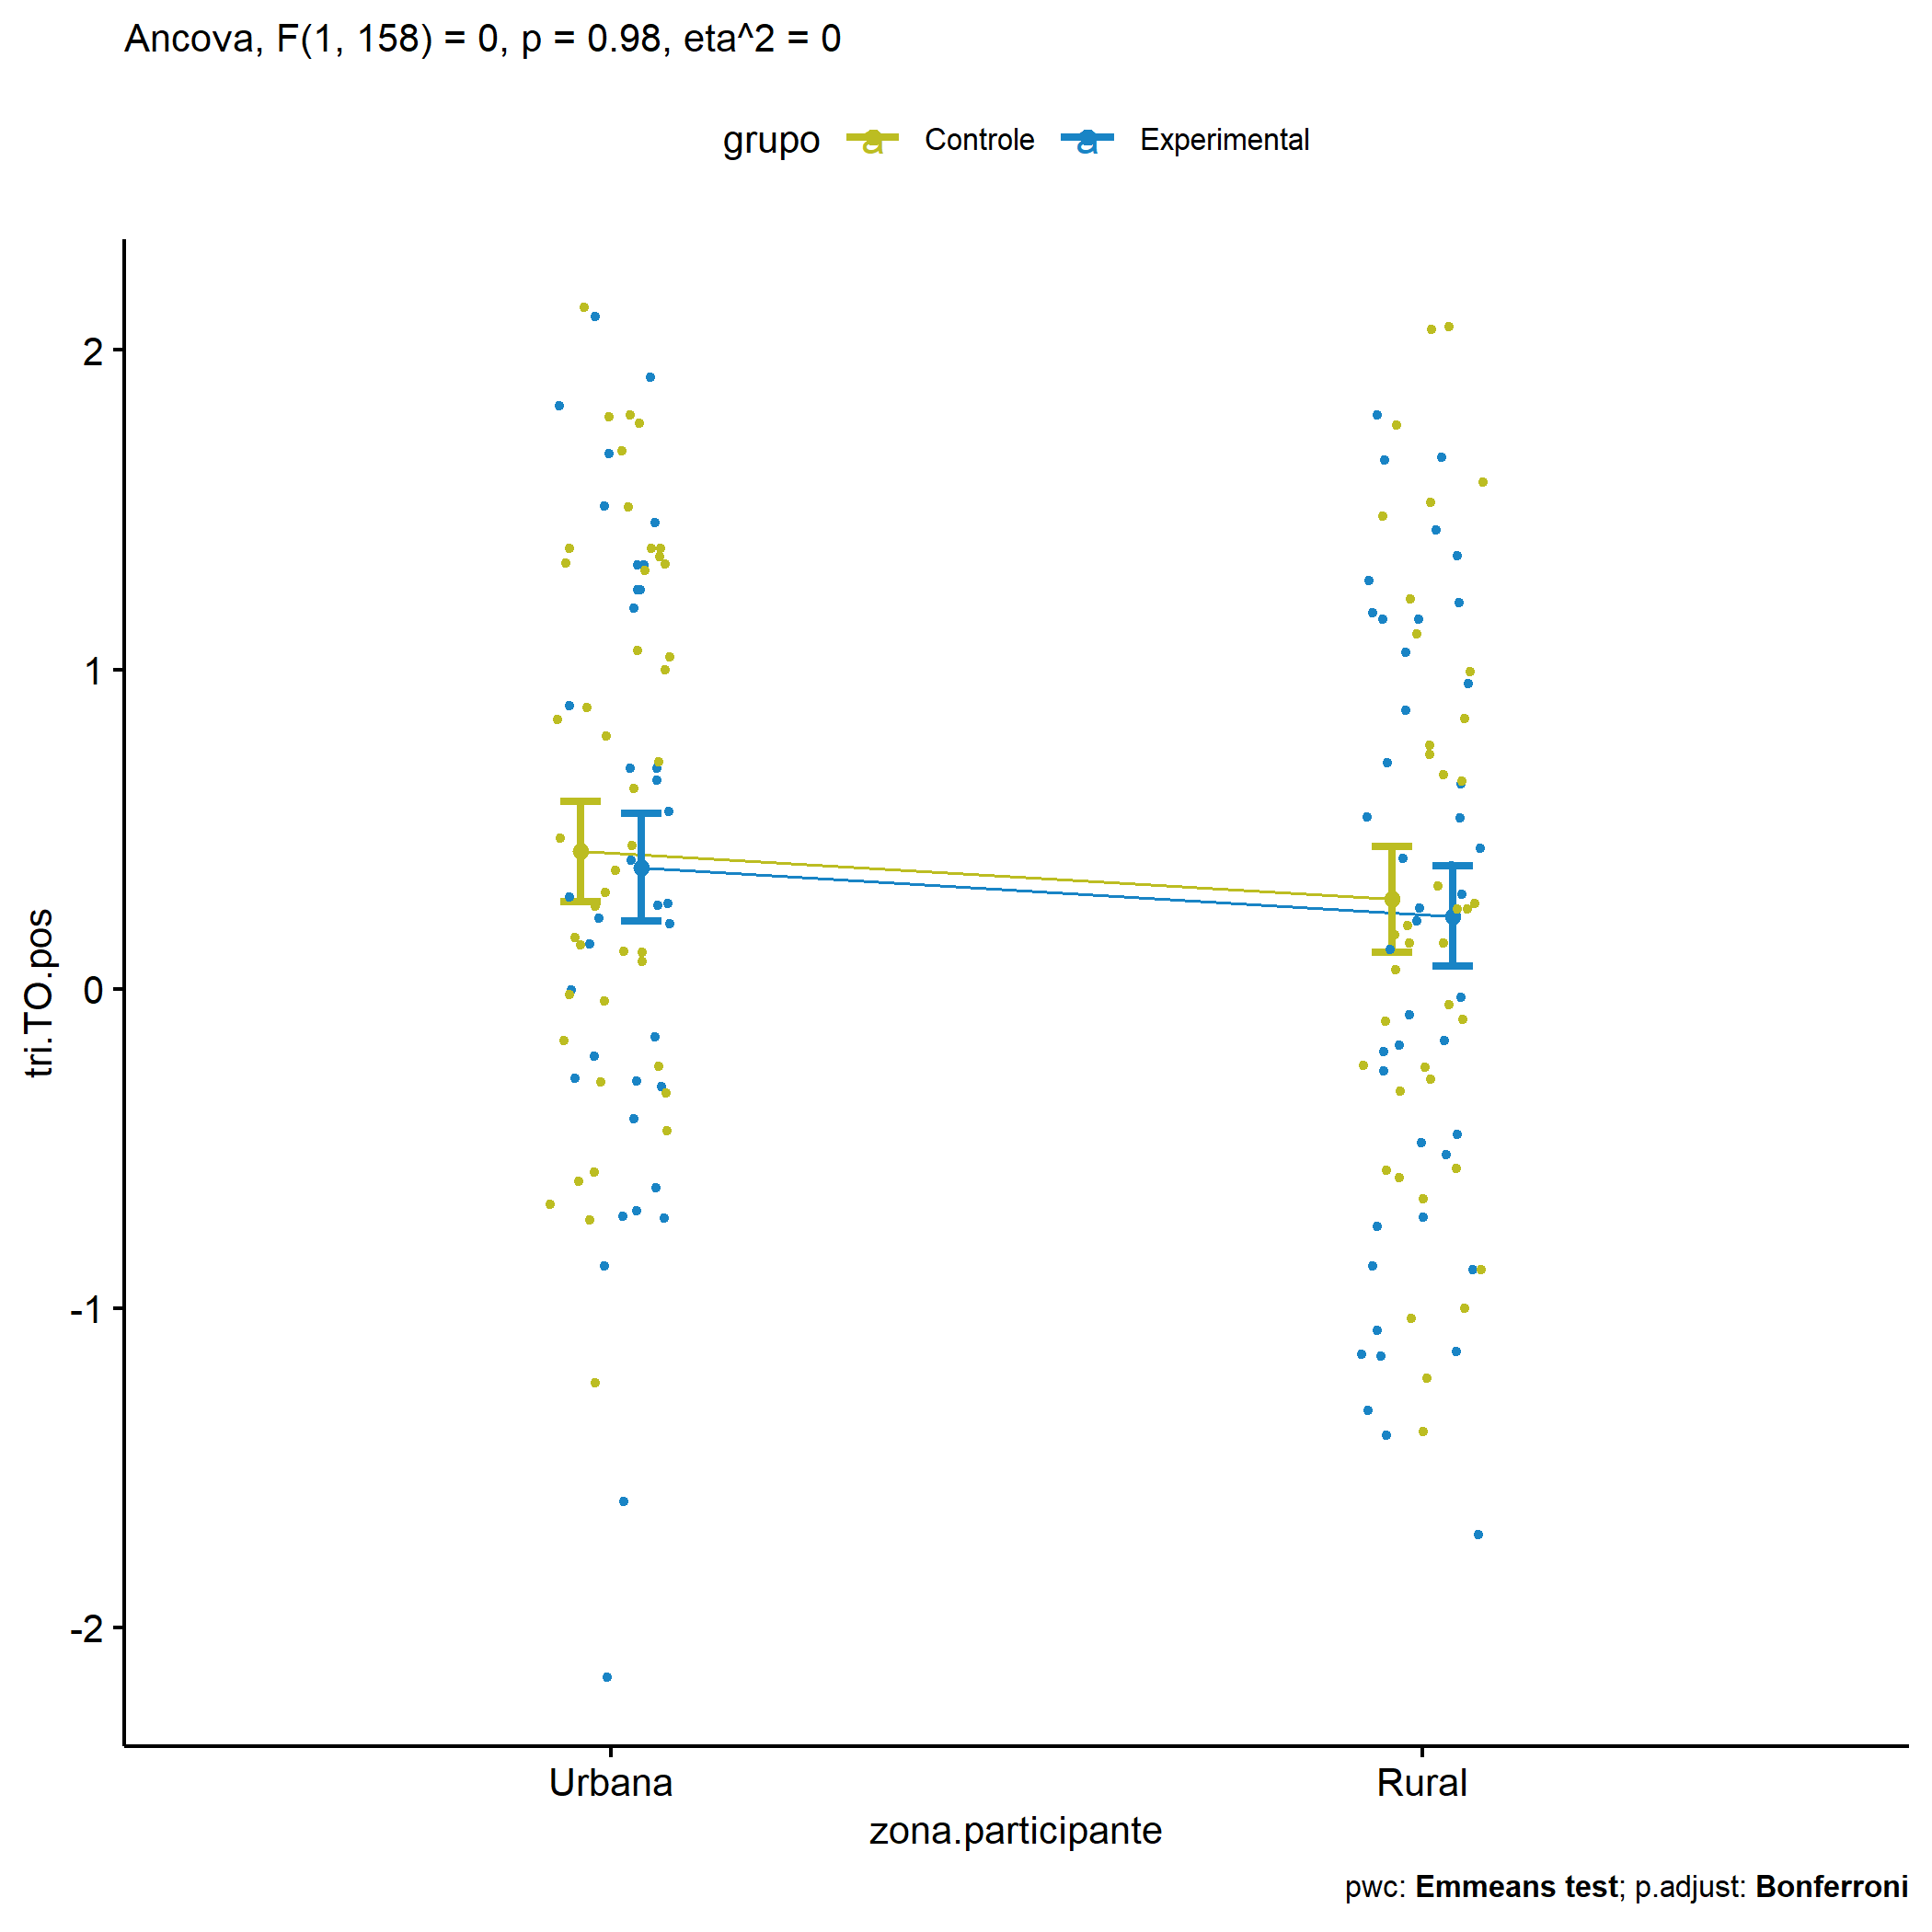 Ancova, F(1, 158) = 0, p = 0.98, eta^2 = 0
grupo a Controle a Experimental
2
1
0
-1
-2
tri.TO.pos
Urbana Rural
zona.participante
pwc: Emmeans test; p.adjust: Bonferroni